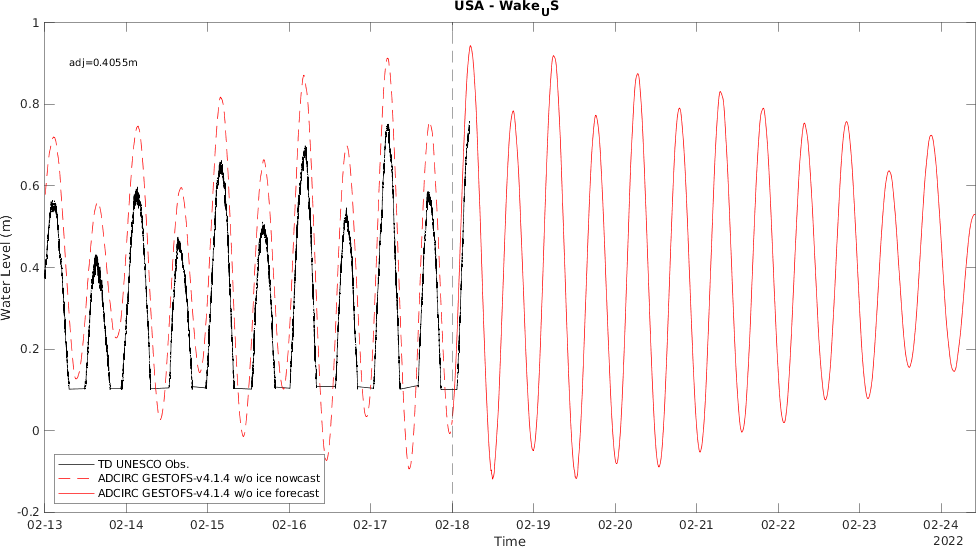 USA - WakeUS
adj=0.4055m
1
0.8
0.6
0.4
0.2
0
-0.2
Water Level (m)
TD UNESCO Obs.
ADCIRC GESTOFS-v4.1.4 w/o ice nowcast
ADCIRC GESTOFS-v4.1.4 w/o ice forecast
02-13 02-14 02-15 02-16 02-17 02-18 02-19 02-20 02-21 02-22 02-23 02-24
Time
2022